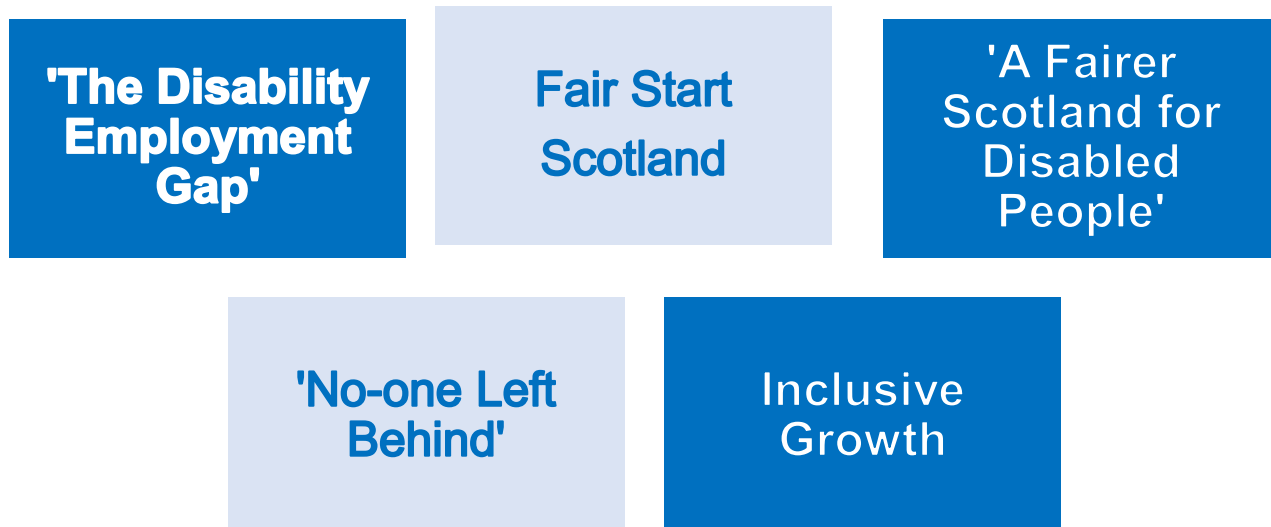 'The Disability
Employment
Gap'
Fair Start
Scotland
'A Fairer
Scotland for
Disabled
People'
'No-one Left
Behind'
Inclusive
Growth